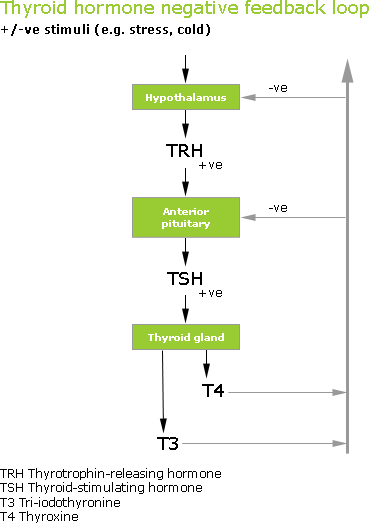 Thyroid hormone negative feedback loop
+/-ve stimuli (e.g. stress, cold)
-ve
Hypothalamus
TRH
+ve
Anterior
pituitary
-ve
TSH
+ve
Thyroid gland
T4
T3
TRH Thyrotrophin-releasing hormone
TSH Thyroid-stimulating hormone
T3 Tri-iodothyronine
T4 Thyroxine